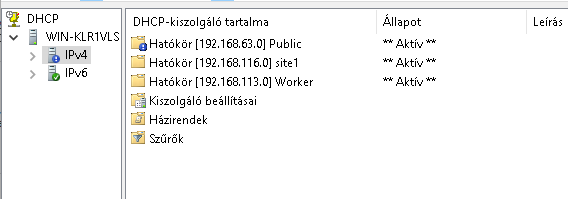 DHCP
WIN-KLR1VLS
IPv4
IPv6
DHCP-kiszolgáló tartalma Állapot Leírás
Hatókör [192.168.63.0] Public ** Aktív **
Hatókör [192.168.116.0] site1 ** Aktív **
Hatókör [192.168.113.0] Worker ** Aktív **
Kiszolgáló beállításai
Házirendek
Szűrők